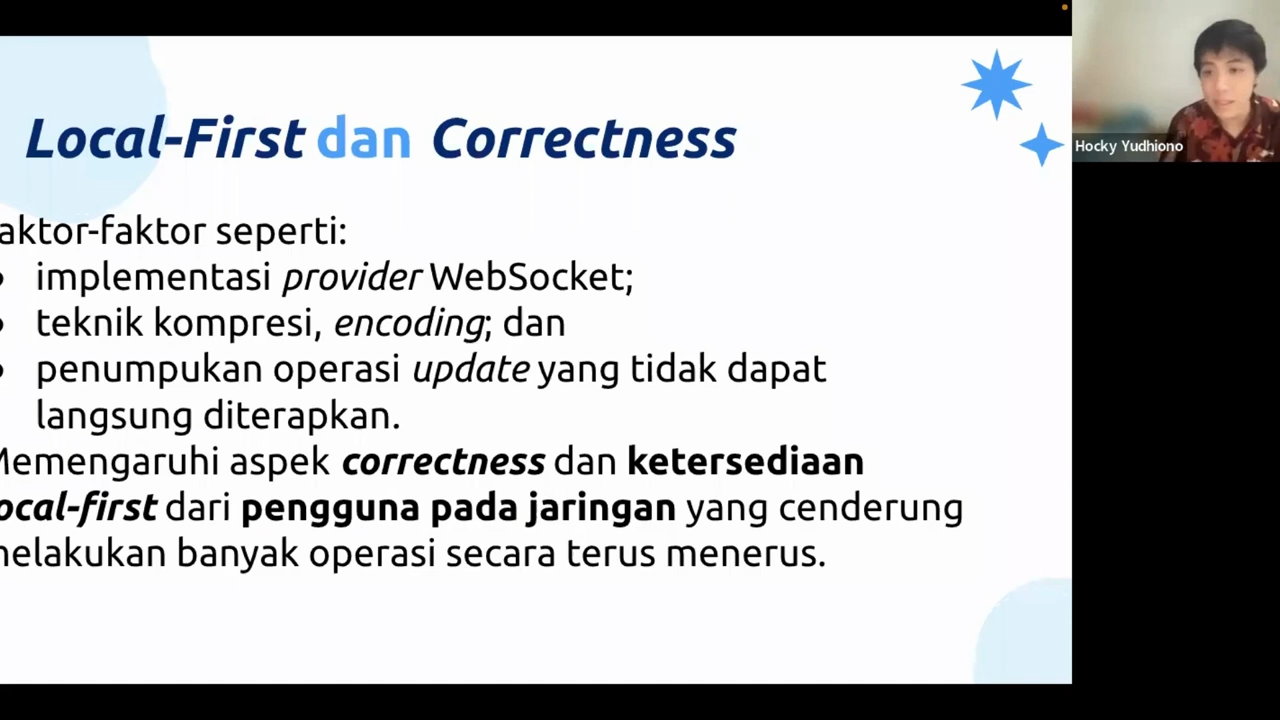 Local-First dan Correctness
Hocky Yudhiono
aktor-faktor seperti:
implementasi provider WebSocket;
teknik kompresi, encoding; dan
penumpukan operasi update yang tidak dapat
langsung diterapkan.
Memengaruhi aspek correctness dan ketersediaan
ocal-first dari pengguna pada jaringan yang cenderung
melakukan banyak operasi secara terus menerus.